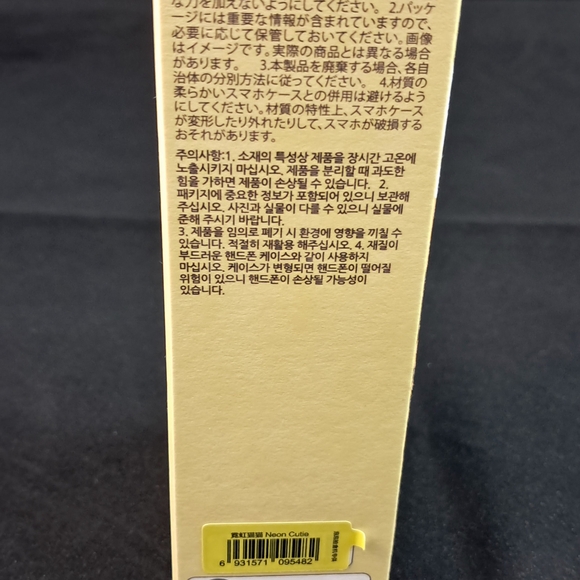 な力を加えないようにしてください。 2.パッケ
ージには重要な情報が含まれていますので、
必要に応じて保管しておいてください。画像
はイメージです。実際の商品とは異なる場合
があります。 3.本製品を廃棄する場合、各自
治体の分別方法に従ってください。 4.材質の
柔らかいスマホケースとの併用は避けるよう
にしてください。材質の特性上、スマホケース
が変形したり外れたりして、スマホが破損する
おそれがあります。
주의사항:1. 소재의 특성상 제품을 장시간 고온에
노출시키지 마십시오. 제품을 분리할 때 과도한
힘을 가하면 제품이 손상될 수 있습니다. 2.
패키지에 중요한 정보가 포함되어 있으니 보관해
주십시오. 사진과 실물이 다를 수 있으니 실물에
준해 주시기 바랍니다.
3. 제품을 임의로 폐기 시 환경에 영향을 끼칠 수
있습니다. 적절히 재활용 해주십시오. 4. 재질이
부드러운 핸드폰 케이스와 같이 사용하지
마십시오. 케이스가 변형되면 핸드폰이 떨어질
위험이 있으니 핸드폰이 손상될 가능성이
있습니다.
霓虹猫猫 Neon Cutie
6 931571 095482